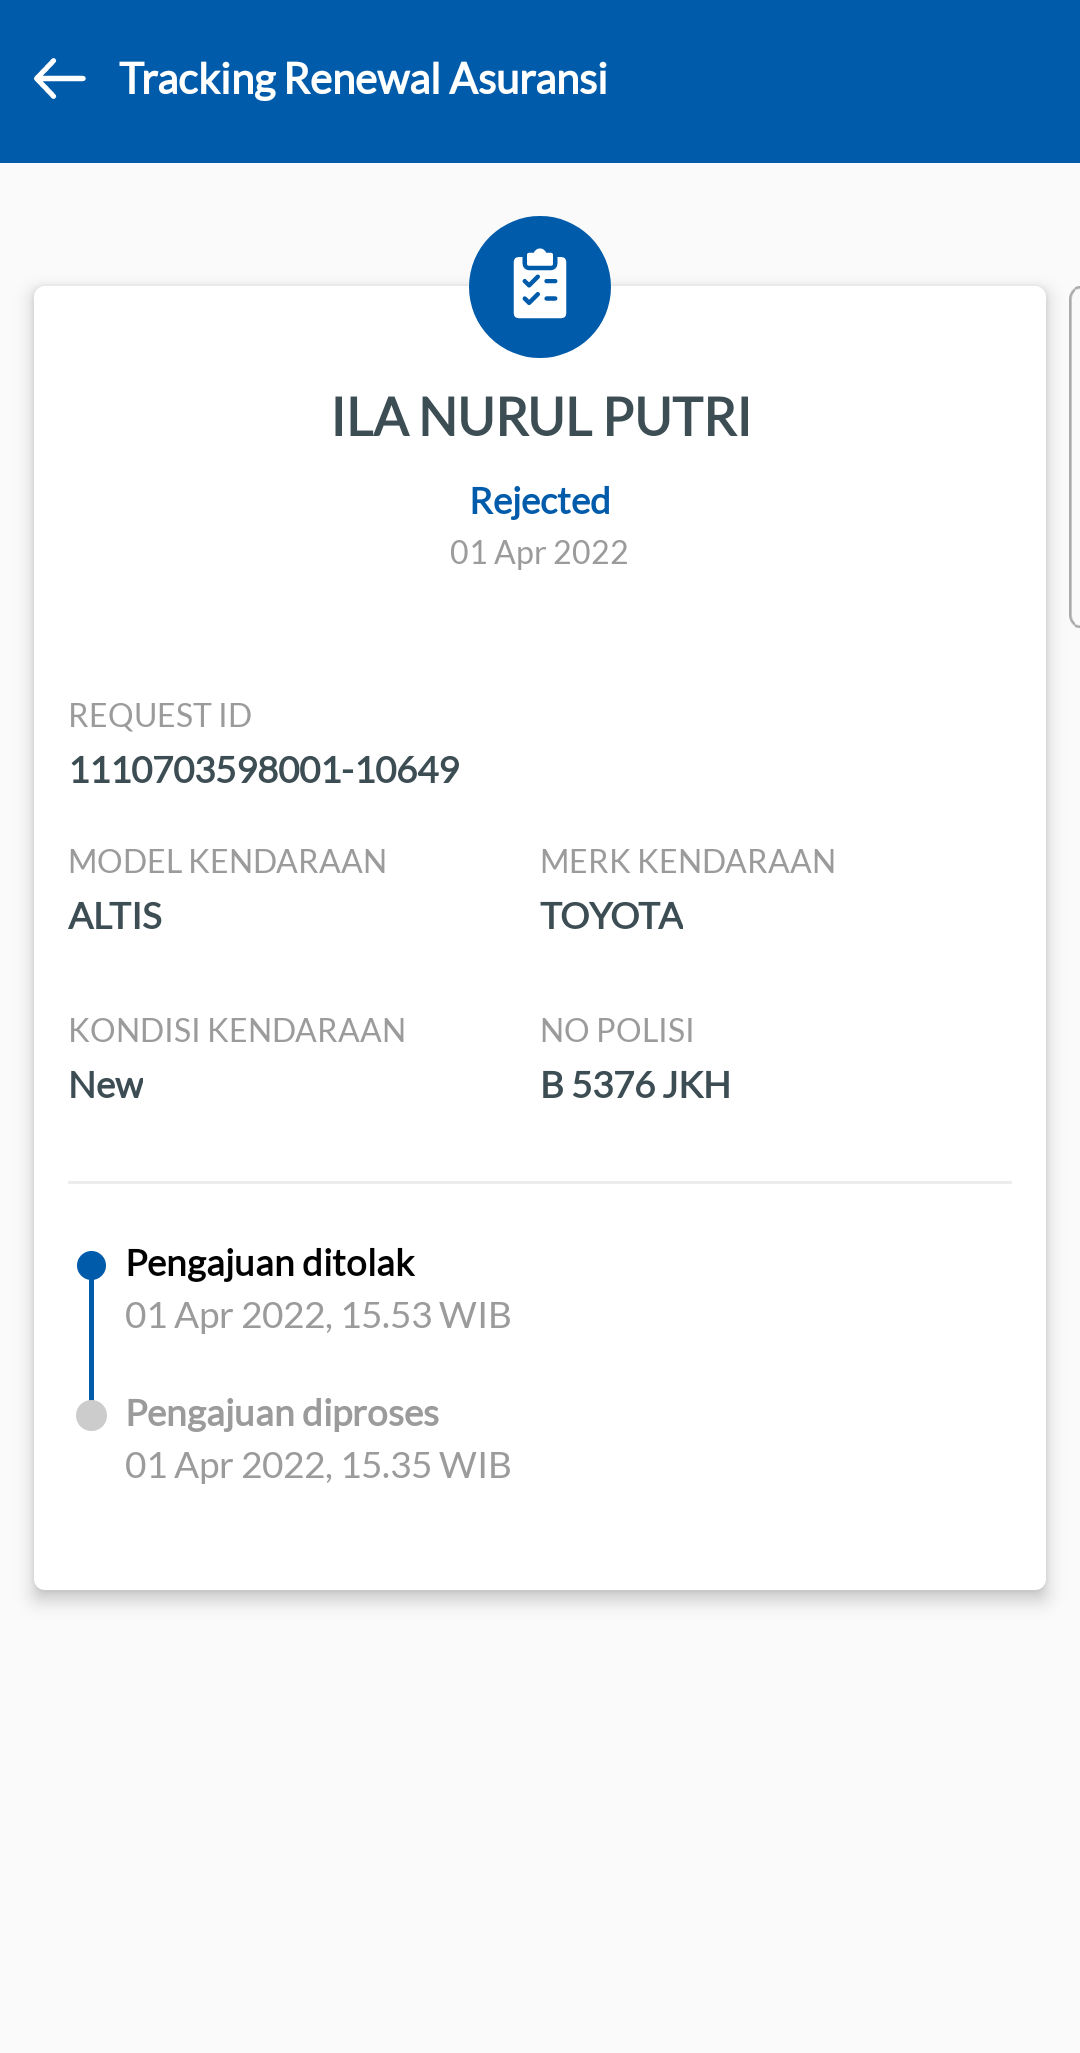 Tracking Renewal Asuransi
ILA NURUL PUTRI
Rejected
01 Apr 2022
REQUEST ID
1110703598001-10649
MODEL KENDARAAN
ALTIS
MERK KENDARAAN
TOYOTA
KONDISI KENDARAAN
New
NO POLISI
B 5376 JKH
Pengajuan ditolak
01 Apr 2022, 15.53 WIB
Pengajuan diproses
01 Apr 2022, 15.35 WIB